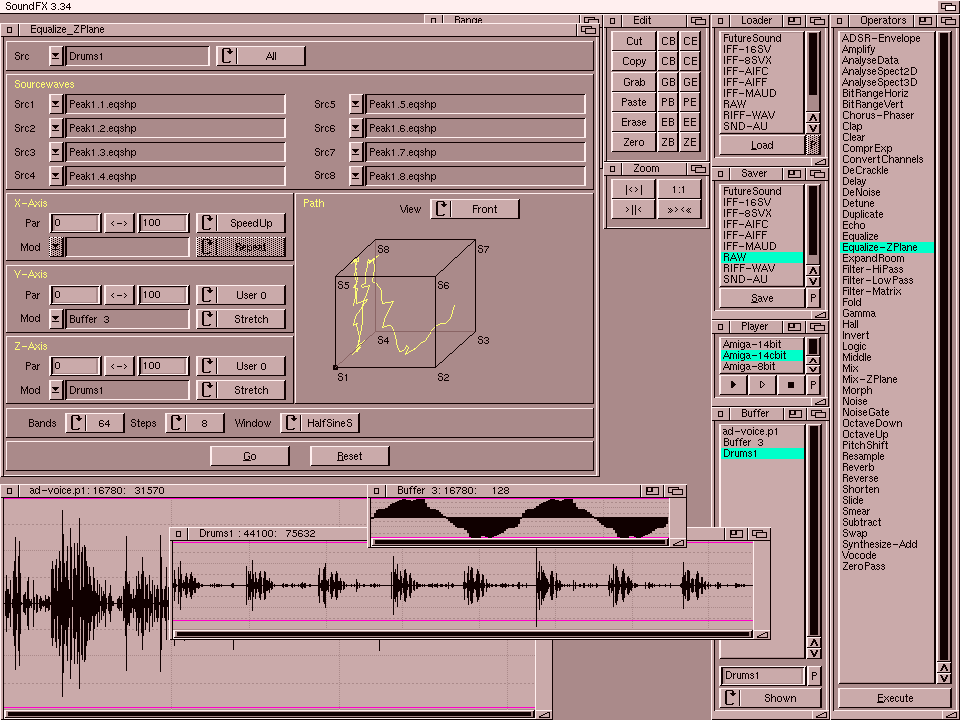 SoundFX 3.34
Range
Equalize_ZPlane
Src Drums1 All
Sourcewaves
Src1 Peak1.1.eqshp Src5 Peak1.5.eqshp
Src2 Peak1.2.eqshp Src6 Peak1.6.eqshp
Src3 Peak1.3.eqshp Src7 Peak1.7.eqshp
Src4 Peak1.4.eqshp Src8 Peak1.8.eqshp
X-Axis
Par 0 <-> 100 SpeedUp
Mod Repeat
Y-Axis
Par 0 <-> 100 User 0
Mod Buffer 3 Stretch
Z-Axis
Par 0 <-> 100 User 0
Mod Drums1 Stretch
Path
View Front
S8 S7
S5 S6
S4 S3
S1 S2
Bands 64 Steps 8 Window HalfSineS
Go Reset
Edit
Cut CB CE
Copy CB CE
Grab GB GE
Paste PB PE
Erase EB EE
Zero ZB ZE
Zoom
|<>| 1:1
>||< »><«
Loader
FutureSound
IFF-16SV
IFF-8SVX
IFF-AIFC
IFF-AIFF
IFF-MAUD
RAW
RIFF-WAV
SND-AU
Load P
Saver
FutureSound
IFF-16SV
IFF-8SVX
IFF-AIFC
IFF-AIFF
IFF-MAUD
RAW
RIFF-WAV
SND-AU
Save P
Player
Amiga-14bit
Amiga-14cbit
Amiga-8bit
P
Buffer
ad-voice.p1
Buffer 3
Drums1
Drums1 P
Shown
Operators
ADSR-Envelope
Amplify
AnalyseData
AnalyseSpect2D
AnalyseSpect3D
BitRangeHoriz
BitRangeVert
Chorus-Phaser
Clap
Clear
ComprExp
ConvertChannels
DeCrackle
Delay
DeNoise
Detune
Duplicate
Echo
Equalize
Equalize-ZPlane
ExpandRoom
Filter-HiPass
Filter-LowPass
Filter-Matrix
Fold
Gamma
Hall
Invert
Logic
Middle
Mix
Mix-ZPlane
Morph
Noise
NoiseGate
OctaveDown
OctaveUp
PitchShift
Resample
Reverb
Reverse
Shorten
Slide
Smear
Subtract
Swap
Synthesize-Add
Vocode
ZeroPass
Execute
ad-voice.p1: 16780: 31570
Buffer 3: 16780: 128
Drums1 : 44100: 75632